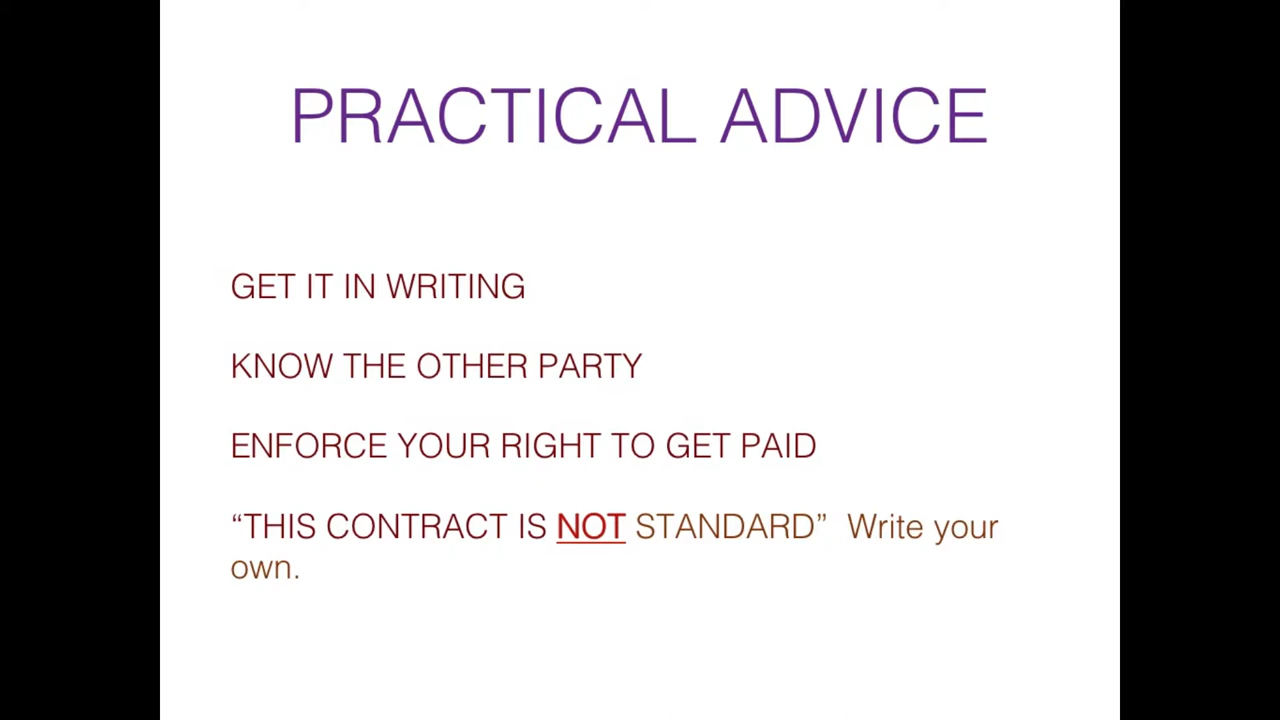 PRACTICAL ADVICE
GET IT IN WRITING
KNOW THE OTHER PARTY
ENFORCE YOUR RIGHT TO GET PAID
“THIS CONTRACT IS NOT STANDARD” Write your
own.